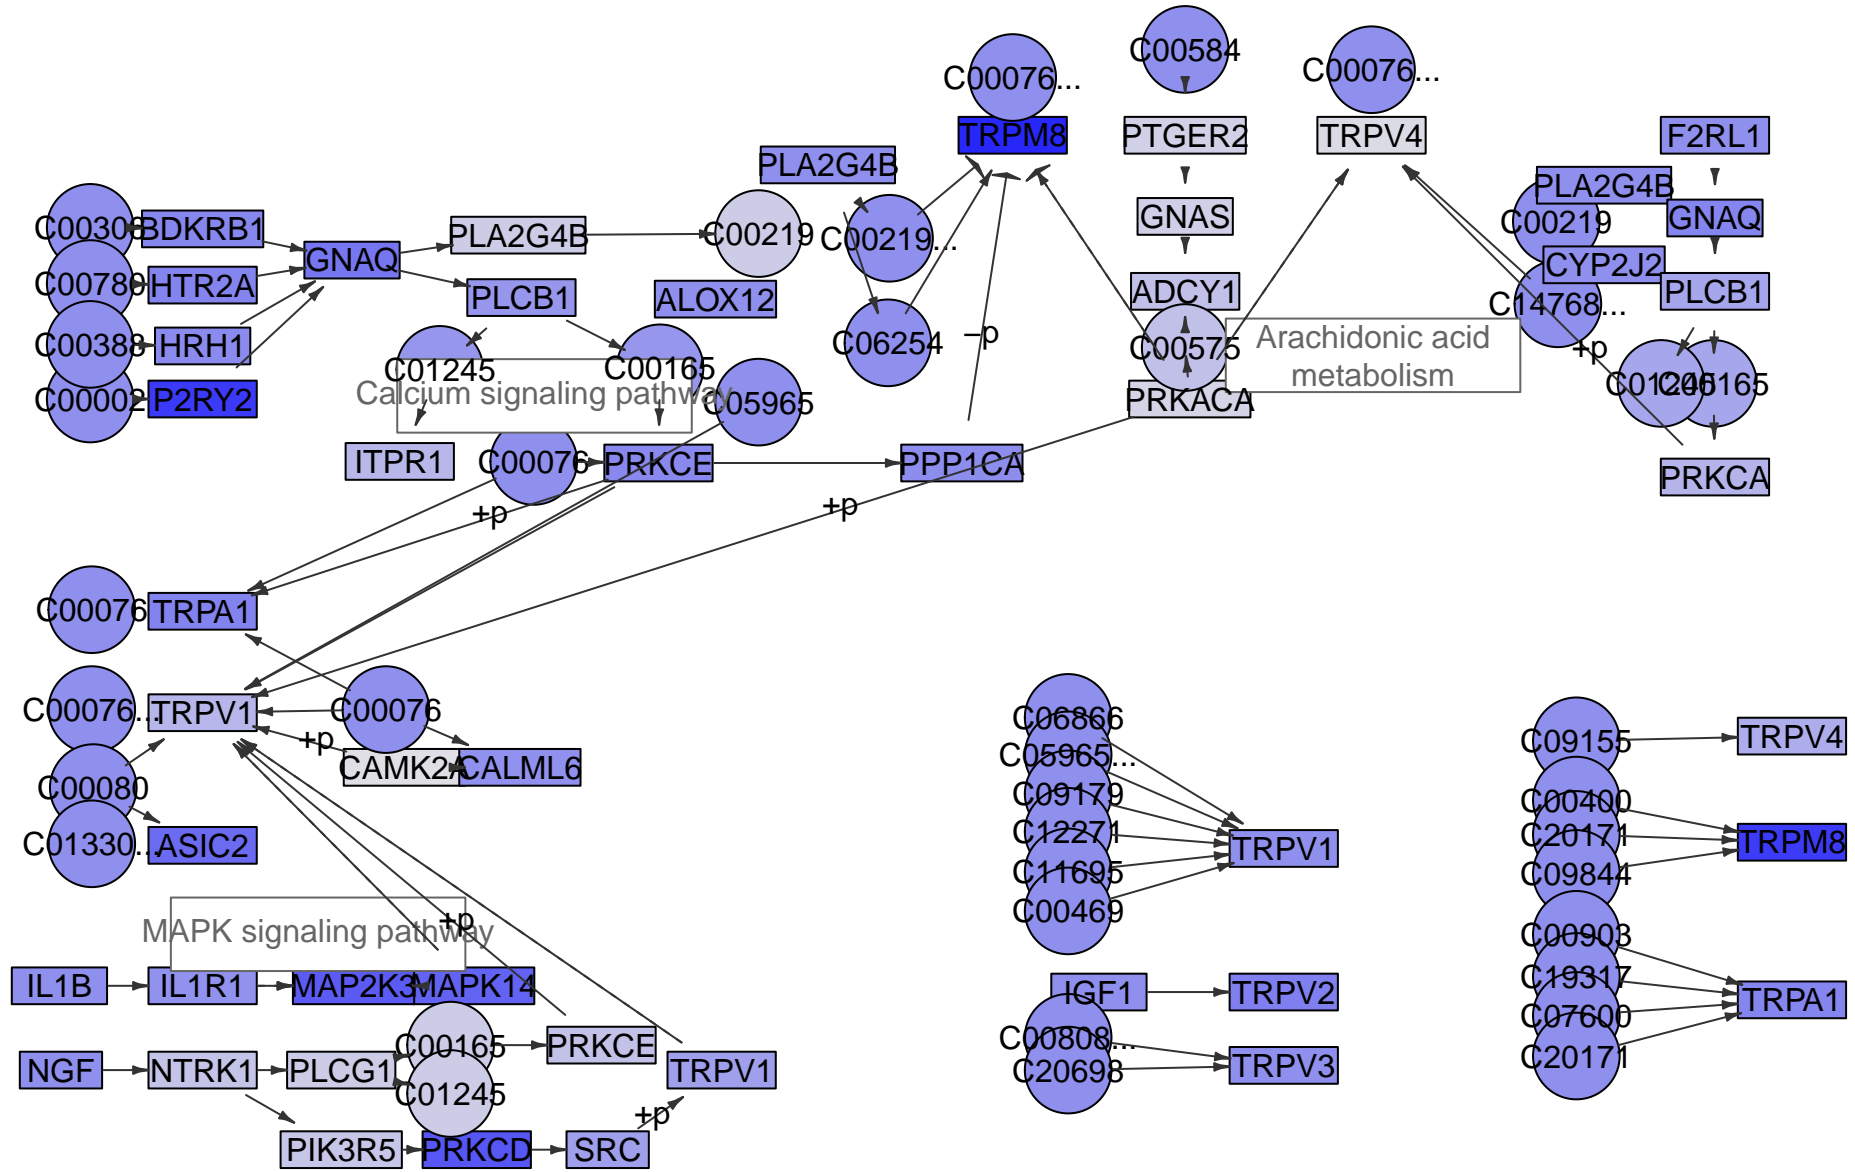 C00584
C00076...
C00076...
TRPM8
PTGER2
TRPV4
F2RL1
PLA2G4B
PLA2G4B
C00308
BDKRB1
PLA2G4B
C00219
C00219...
GNAS
C00219
GNAQ
GNAQ
CYP2J2
C00780
HTR2A
PLCB1
ALOX12
ADCY1
C14768...
PLCB1
C00388
HRH1
C06254
–p
C00575
Arachidonic acid
metabolism
+p
C01245
C00165
Calcium signaling pathway
C00002
P2RY2
C05965
PRKACA
C01245
C00165
ITPR1
C00076
PRKCE
PPP1CA
PRKCA
+p
+p
C00076
TRPA1
C00076...
TRPV1
C00076
+p
CAMK2A
CALML6
C00080
C01330...
ASIC2
C06866
C05965...
C09179
C12271
C11695
C00469
TRPV1
C09155
TRPV4
C00400
C20171
C09844
TRPM8
MAPK signaling pathway
+p
IL1B
IL1R1
MAP2K3
MAPK14
IGF1
TRPV2
C00903
C19317
C07600
C20171
TRPA1
C00165
PRKCE
C00808...
C20698
TRPV3
NGF
NTRK1
PLCG1
C01245
TRPV1
+p
PIK3R5
PRKCD
SRC